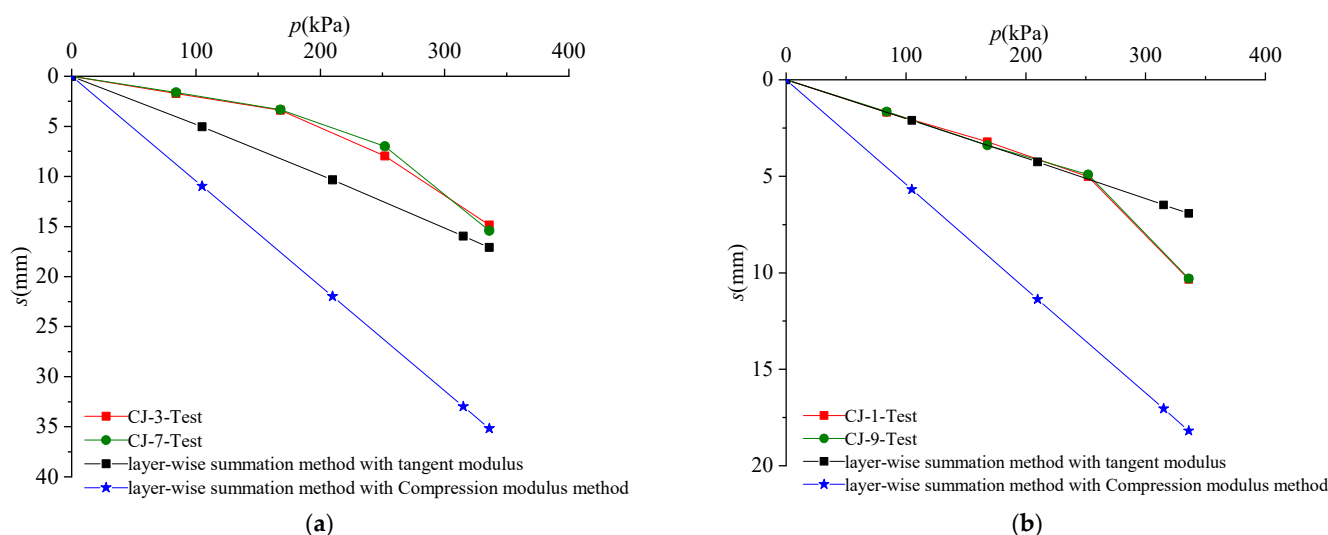 p(kPa)
0 100 200 300 400
0
5
10
15
20
25
30
35
40
s(mm)
CJ-3-Test
CJ-7-Test
layer-wise summation method with tangent modulus
layer-wise summation method with Compression modulus method
(a)
p(kPa)
0 100 200 300 400
0
5
10
15
20
s(mm)
CJ-1-Test
CJ-9-Test
layer-wise summation method with tangent modulus
layer-wise summation method with Compression modulus method
(b)